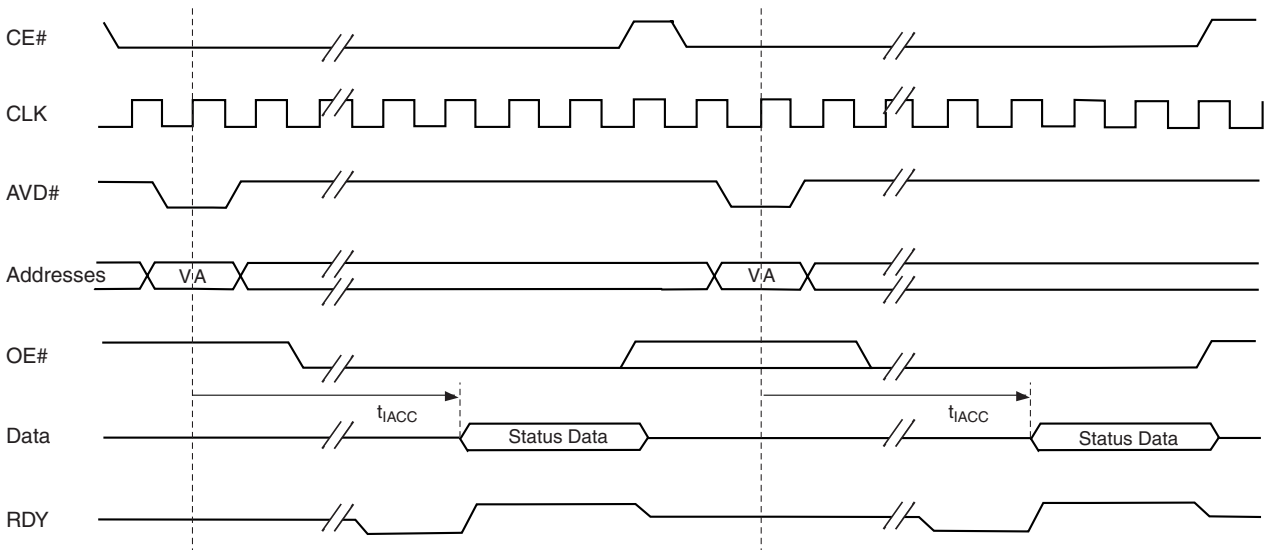 CE#
CLK
AVD#
Addresses
VA
VA
OE#
tIACC
tIACC
Data
Status Data
Status Data
RDY